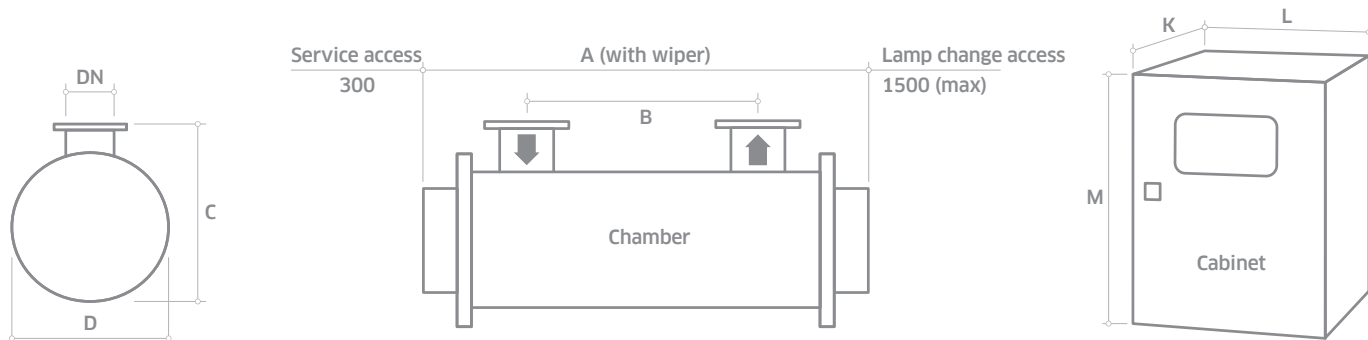 DN
C
D
Service access
300
A (with wiper)
Lamp change access
1500 (max)
B
Chamber
K
L
M
Cabinet